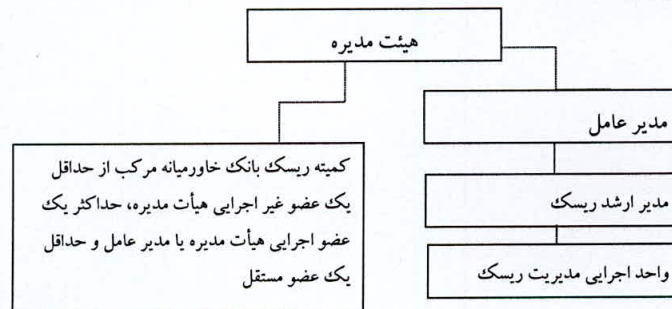 هیئت مدیره
مدیر عامل
مدیر ارشد ریسک
واحد اجرایی مدیریت ریسک
کمیته ریسک بانک خاورمیانه مرکب از حداقل
یک عضو غیر اجرایی هیأت مدیره، حداکثر یک
عضو اجرایی هیأت مدیره یا مدیر عامل و حداقل
یک عضو مستقل